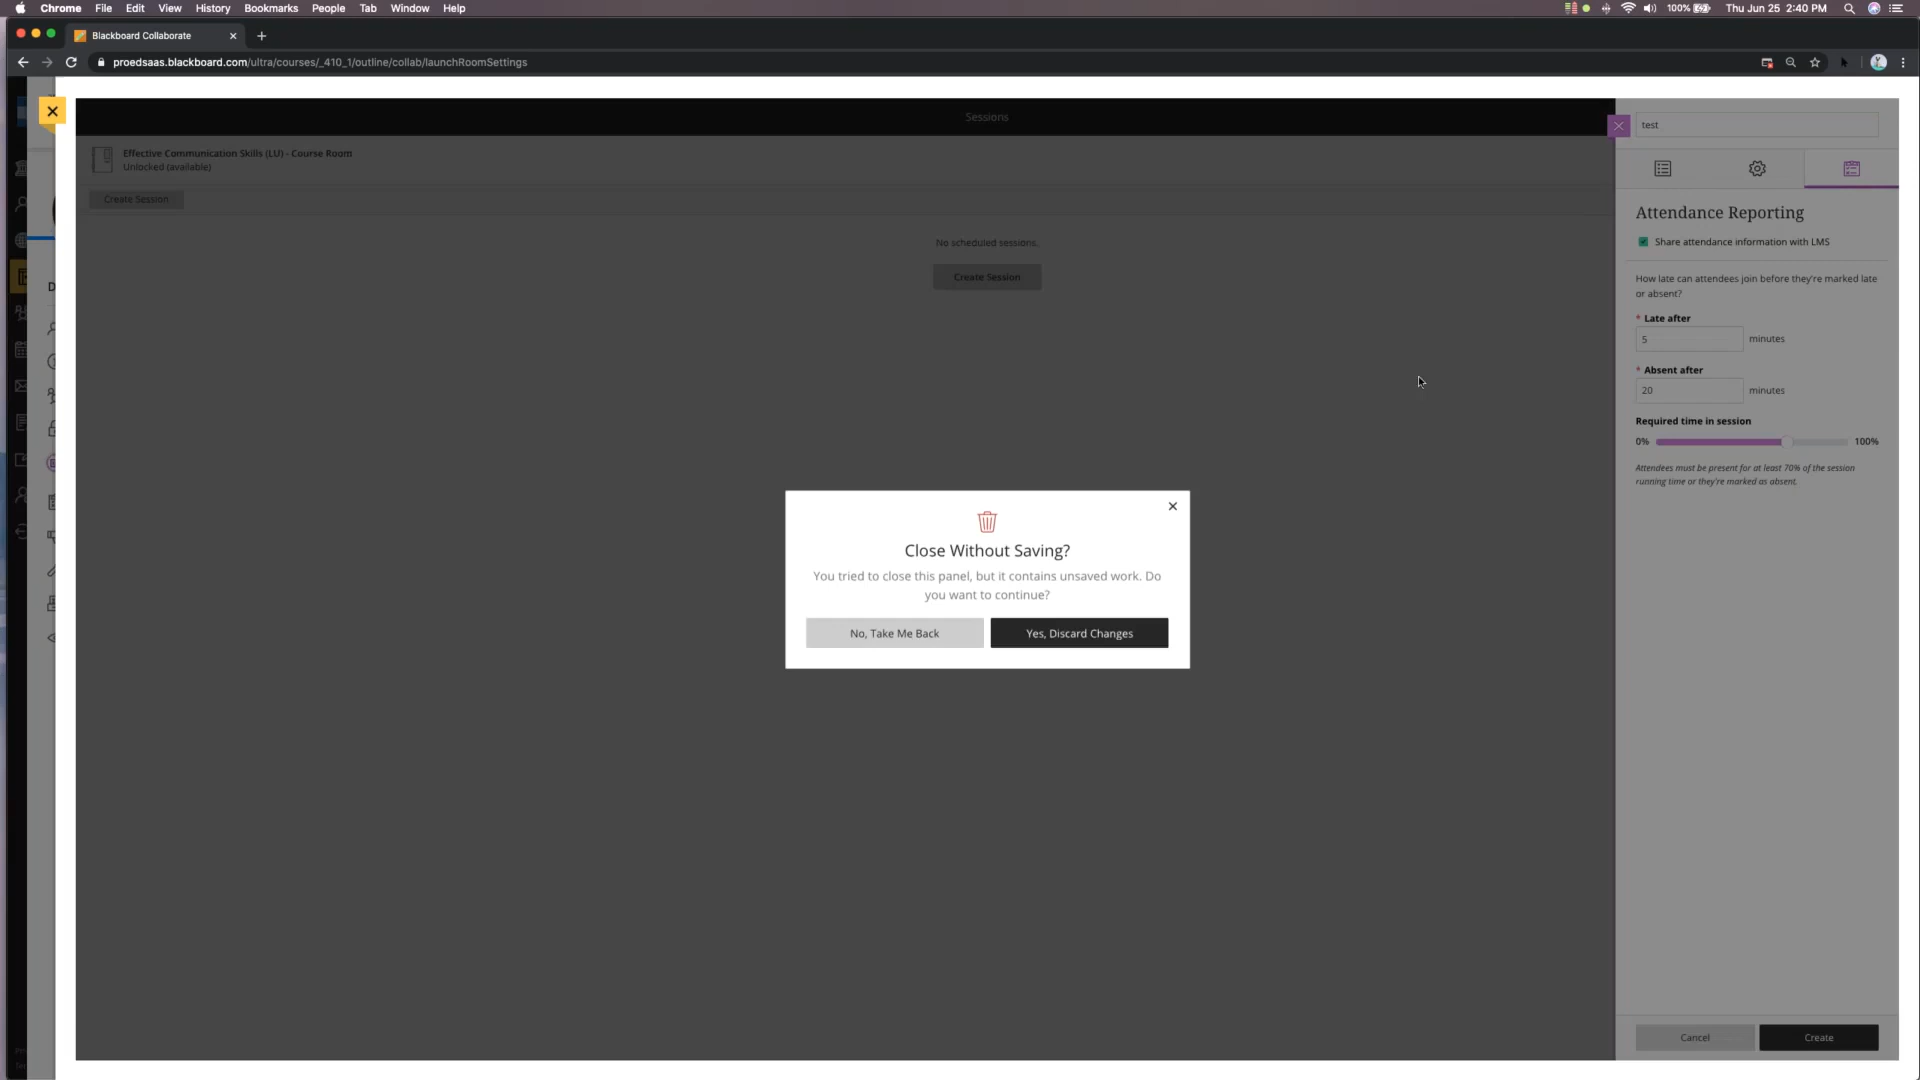 Chrome File Edit View History Bookmarks People Tab Window Help 100% Thu Jun 25 2:40 PM
Blackboard Collaborate
proedsaas.blackboard.com/ultra/courses/_410_1/outline/collab/launchRoomSettings
Sessions
test
Effective Communication Skills (LU) - Course Room
Unlocked (available)
Create Session
Attendance Reporting
Share attendance information with LMS
No scheduled sessions.
Create Session
How late can attendees join before they're marked late
or absent?
* Late after
5 minutes
* Absent after
20 minutes
Required time in session
0% 100%
Attendees must be present for at least 70% of the session
running time or they're marked as absent.
Close Without Saving?
You tried to close this panel, but it contains unsaved work. Do
you want to continue?
No, Take Me Back Yes, Discard Changes
Cancel Create